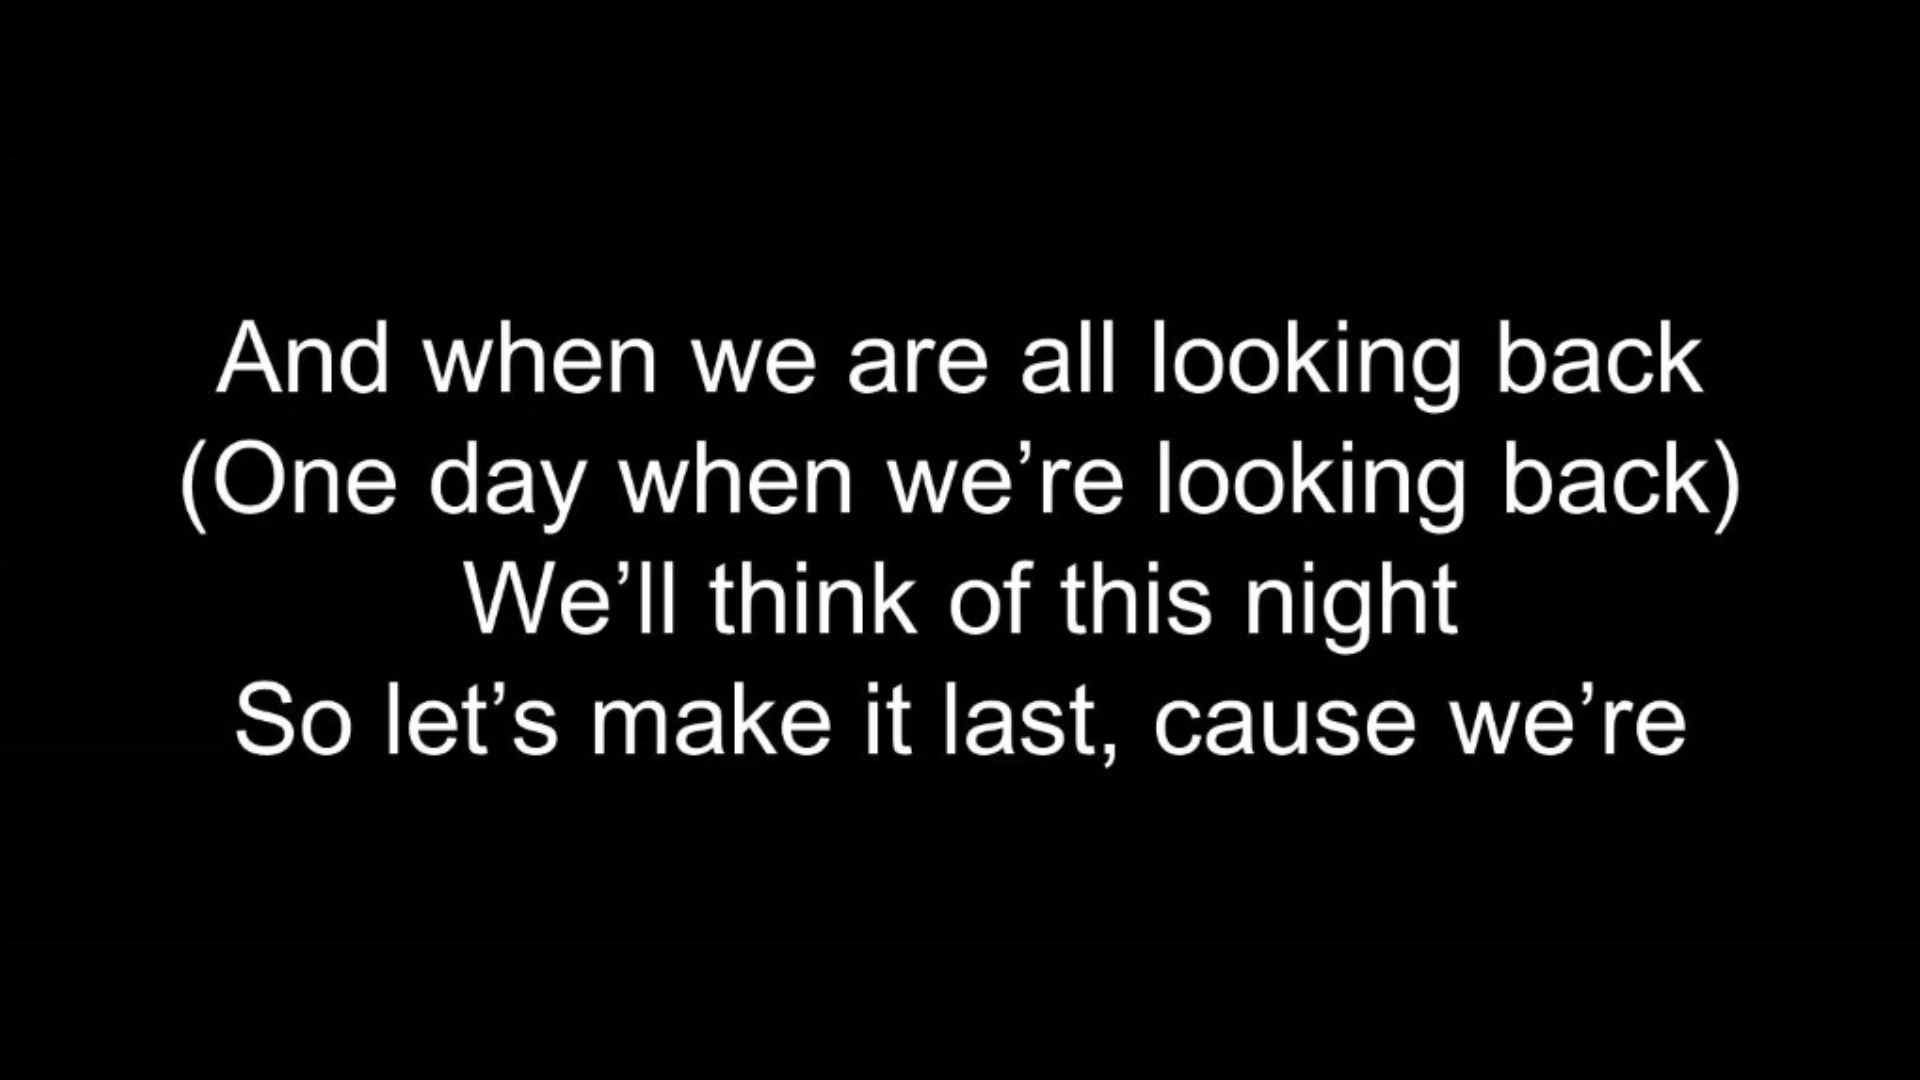 And when we are all looking back
(One day when we’re looking back)
We’ll think of this night
So let’s make it last, cause we’re